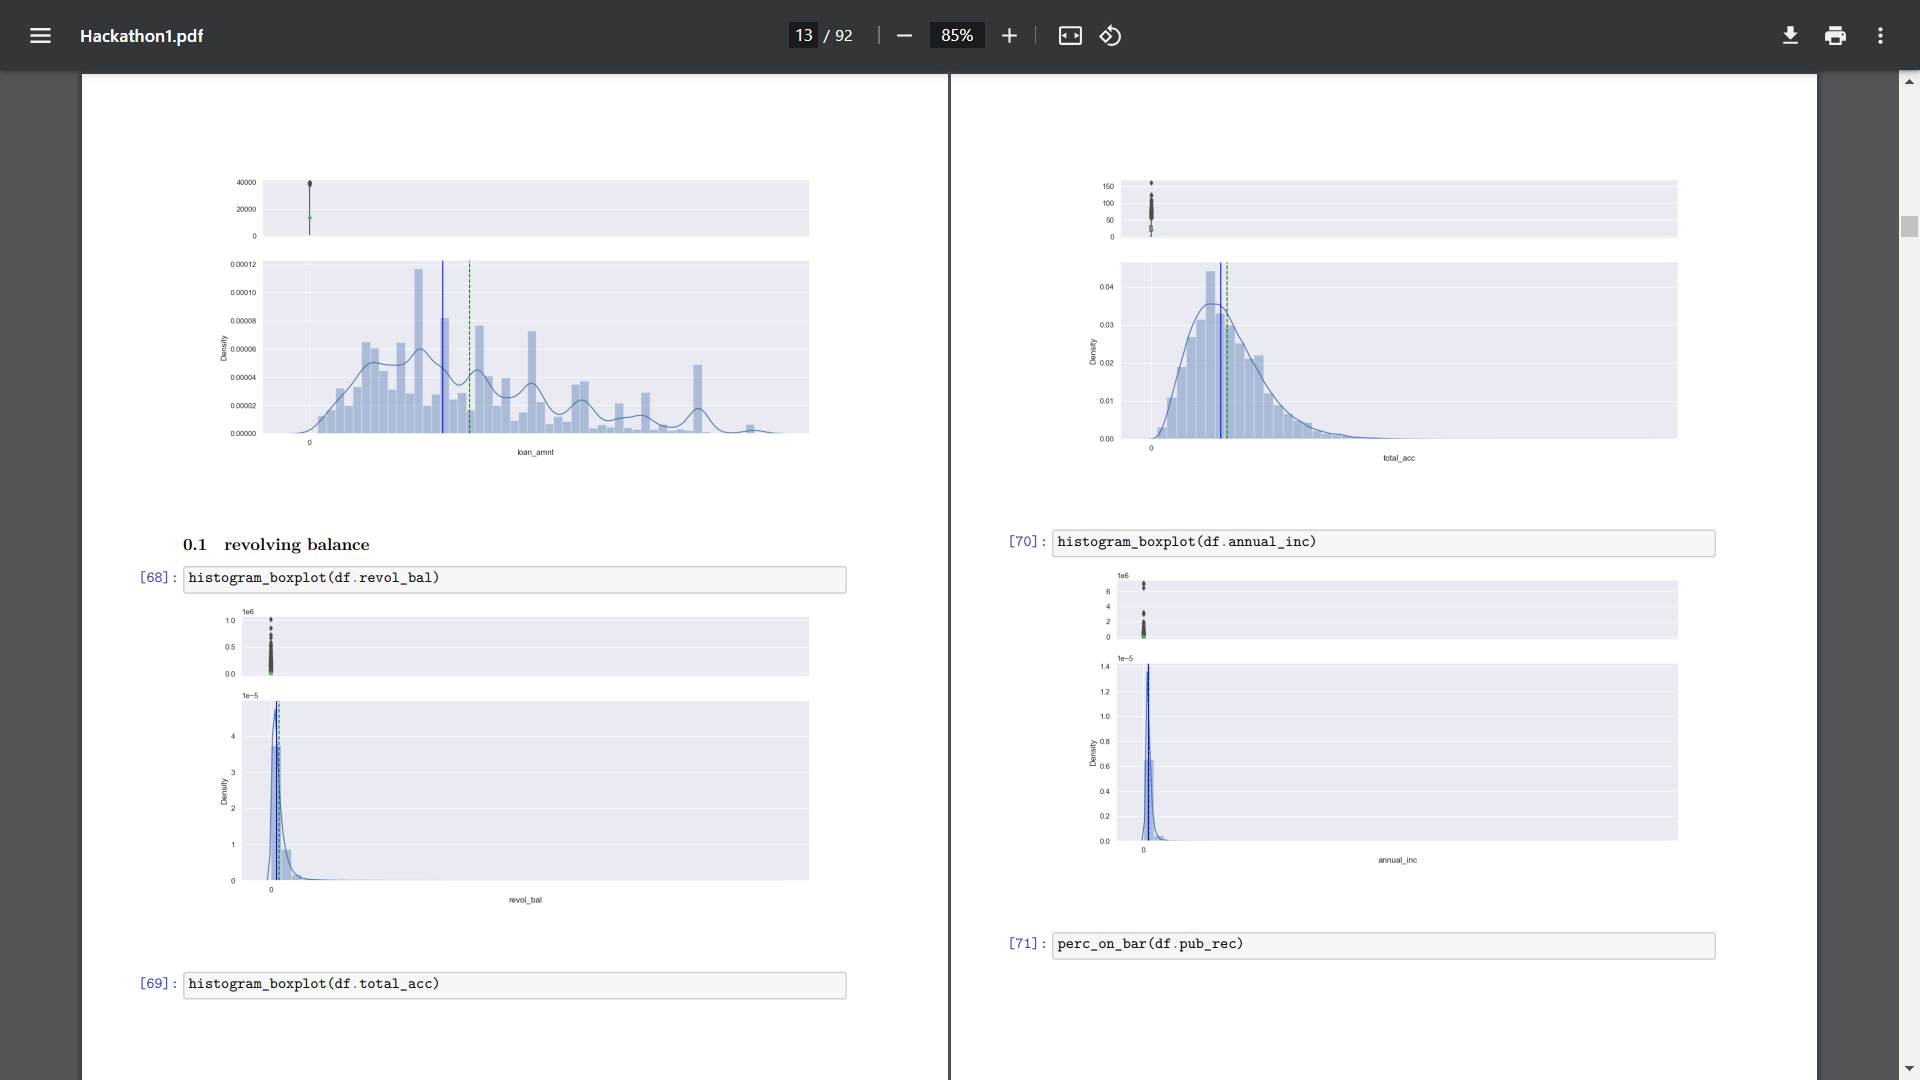 Hackathon1.pdf
13 / 92
85%
40000
20000
0
0.00012
0.00010
0.00008
0.00006
0.00004
0.00002
0.00000
Density
0
loan_amnt
0.1 revolving balance
[68]: histogram_boxplot(df.revol_bal)
1e6
1.0
0.5
0.0
1e−5
4
3
2
1
0
Density
0
revol_bal
[69]: histogram_boxplot(df.total_acc)
150
100
50
0
0.04
0.03
0.02
0.01
0.00
Density
0
total_acc
[70]: histogram_boxplot(df.annual_inc)
1e6
6
4
2
0
1e−5
1.4
1.2
1.0
0.8
0.6
0.4
0.2
0.0
Density
0
annual_inc
[71]: perc_on_bar(df.pub_rec)